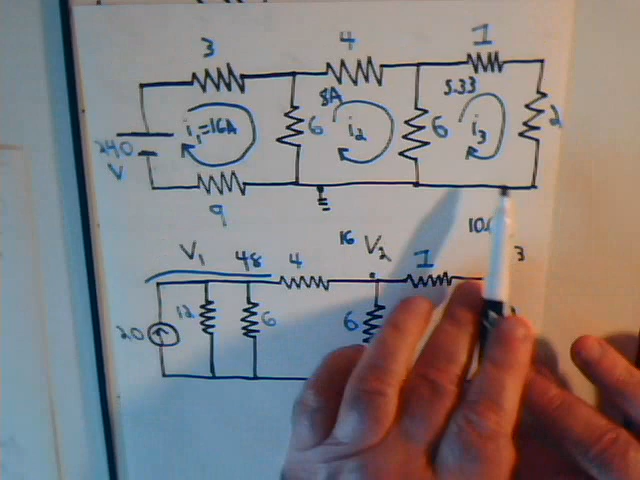 3 4 1
8A 5.33
240 V i₁=16A 6 i₂ 6 i₃ 2
9
16 10.
V₁ 48 4 V₂ 1 3
20 12 6 6